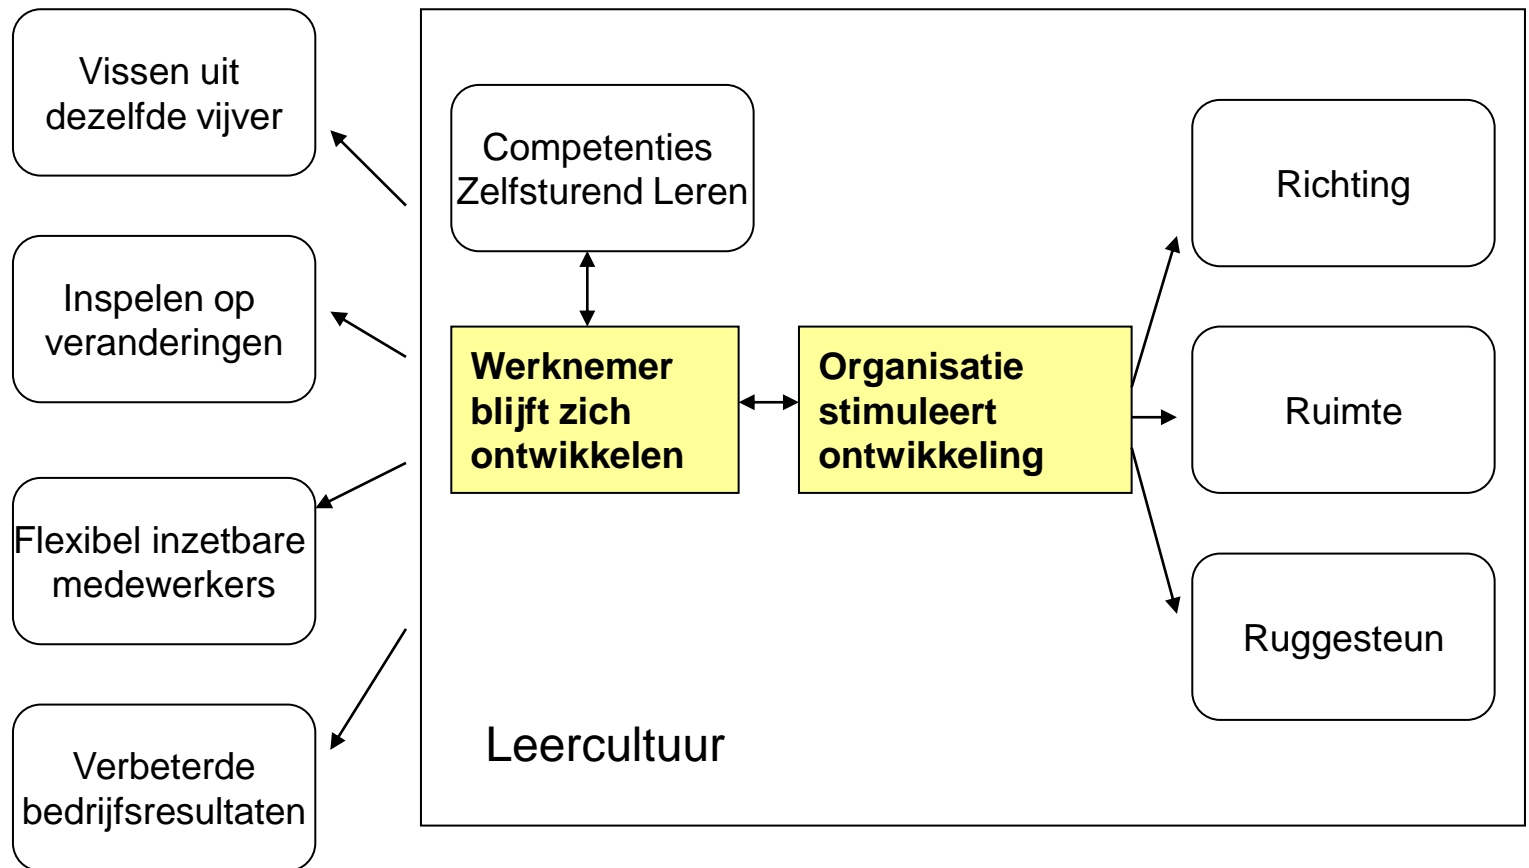 Vissen uit
dezelfde vijver
Inspelen op
veranderingen
Flexibel inzetbare
medewerkers
Verbeterde
bedrijfsresultaten
Competenties
Zelfsturend Leren
Werknemer
blijft zich
ontwikkelen
Organisatie
stimuleert
ontwikkeling
Richting
Ruimte
Ruggesteun
Leercultuur